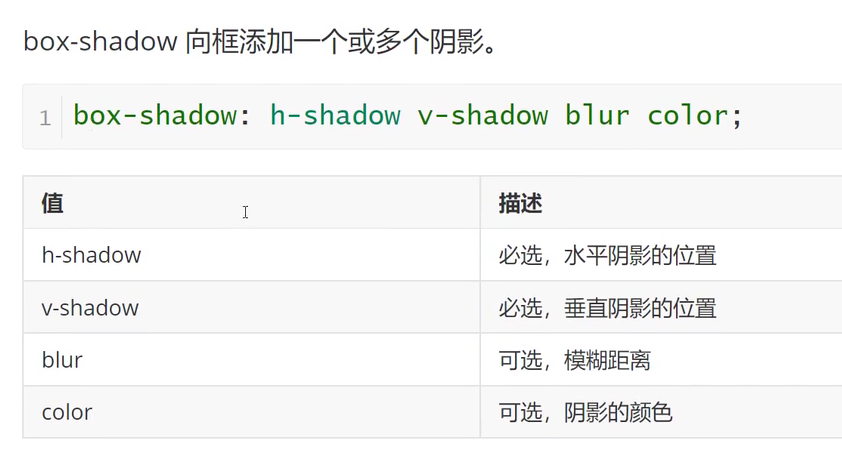 box-shadow 向框添加一个或多个阴影。
1 box-shadow: h-shadow v-shadow blur color;
值 描述
h-shadow 必选，水平阴影的位置
v-shadow 必选，垂直阴影的位置
blur 可选，模糊距离
color 可选，阴影的颜色